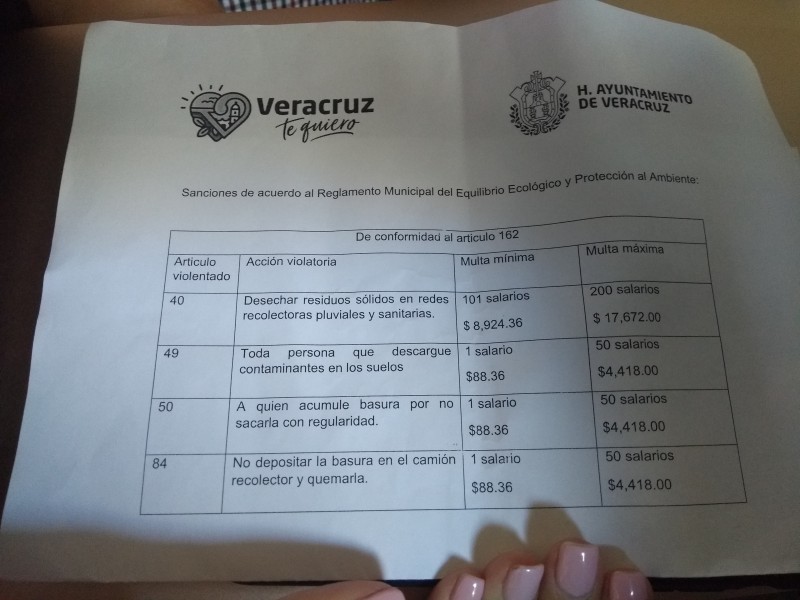 Veracruz
te quiero
H. AYUNTAMIENTO
DE VERACRUZ
Sanciones de acuerdo al Reglamento Municipal del Equilibrio Ecológico y Protección al Ambiente:
De conformidad al articulo 162
Articulo
violentado
Acción violatoria
Multa mínima
Multa máxima
40
Desechar residuos sólidos en redes
recolectoras pluviales y sanitarias.
101 salarios
$ 8,924.36
200 salarios
$ 17,672.00
49
Toda persona que descargue
contaminantes en los suelos
1 salario
$88.36
50 salarios
$4,418.00
50
A quien acumule basura por no
sacarla con regularidad.
1 salario
$88.36
50 salarios
$4,418.00
84
No depositar la basura en el camión
recolector y quemarla.
1 salario
$88.36
50 salarios
$4,418.00